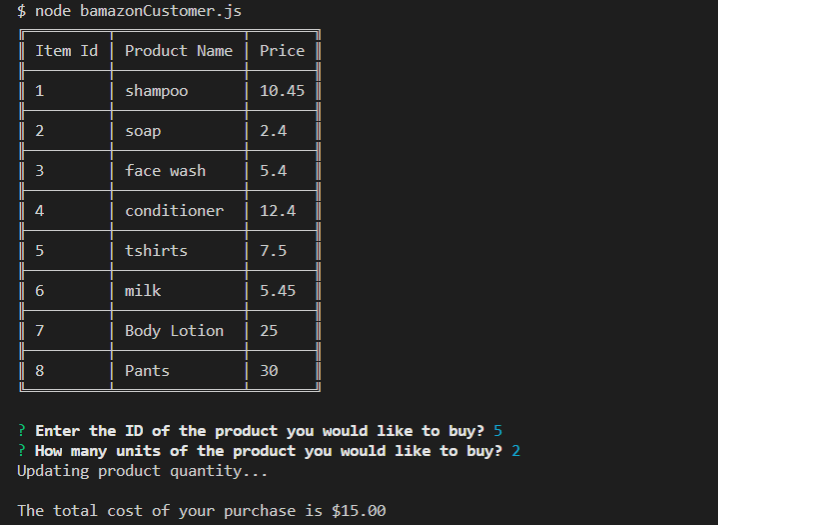 $ node bamazonCustomer.js
Item Id Product Name Price
1 shampoo 10.45
2 soap 2.4
3 face wash 5.4
4 conditioner 12.4
5 tshirts 7.5
6 milk 5.45
7 Body Lotion 25
8 Pants 30
? Enter the ID of the product you would like to buy? 5
? How many units of the product you would like to buy? 2
Updating product quantity...
The total cost of your purchase is $15.00